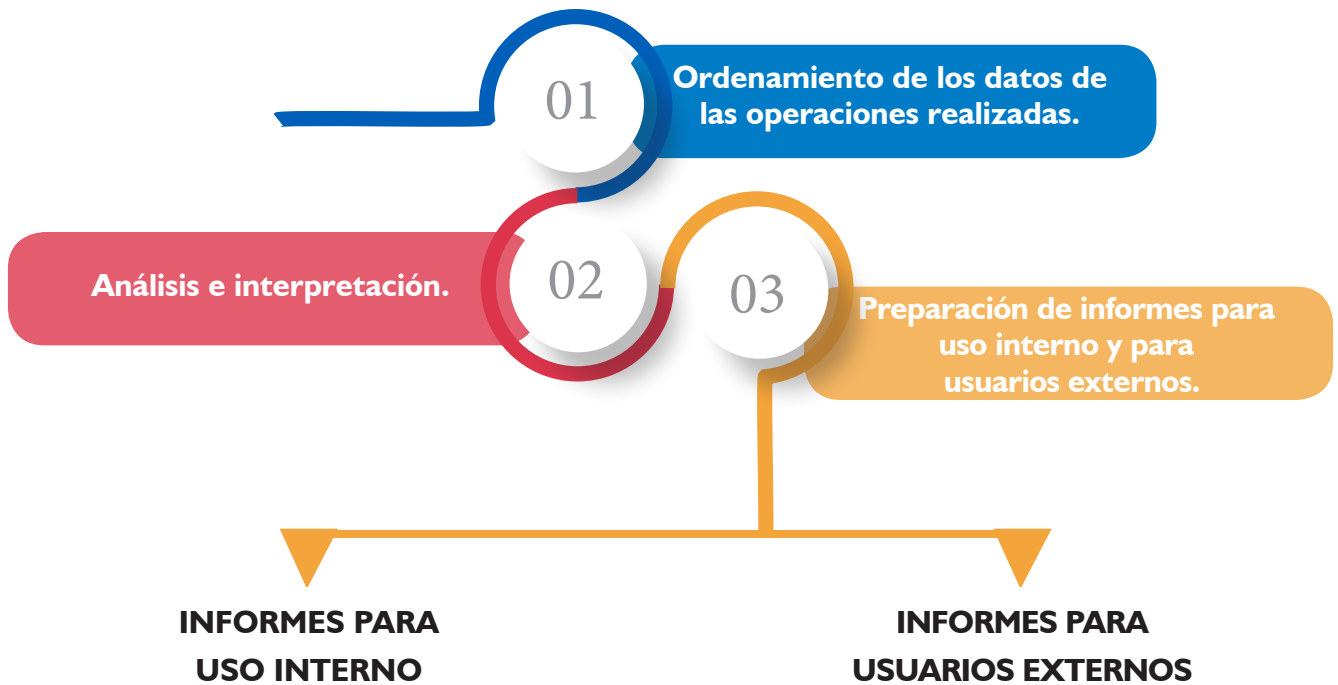 01
Ordenamiento de los datos de
las operaciones realizadas.
02
Análisis e interpretación.
03
Preparación de informes para
uso interno y para
usuarios externos.
INFORMES PARA
USO INTERNO
INFORMES PARA
USUARIOS EXTERNOS